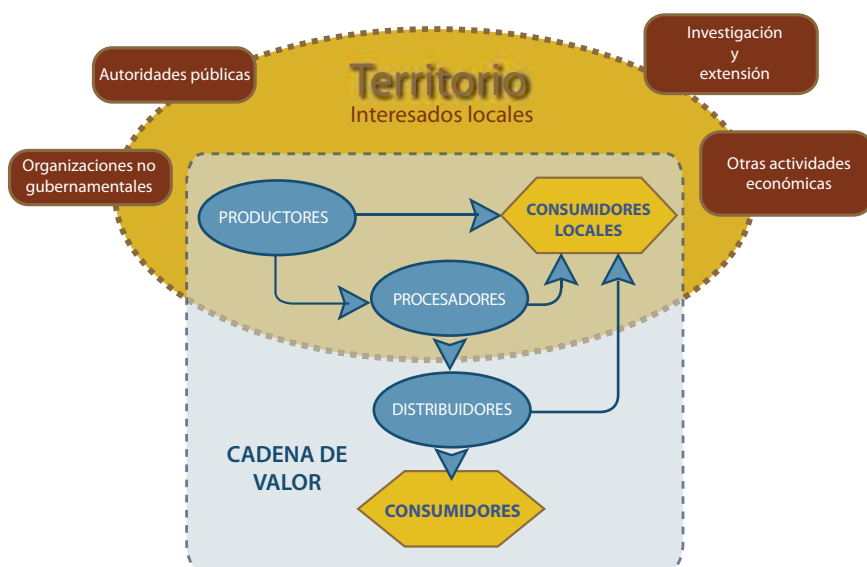 Autoridades públicas
Investigación
y
extensión
Territorio
Interesados locales
Organizaciones no
gubernamentales
Otras actividades
económicas
PRODUCTORES
CONSUMIDORES
LOCALES
PROCESADORES
DISTRIBUIDORES
CADENA DE
VALOR
CONSUMIDORES